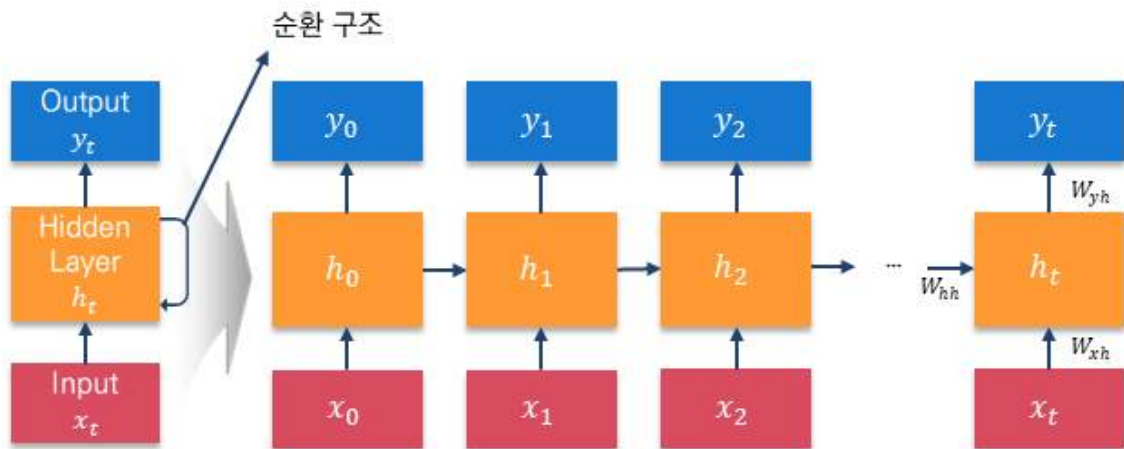 순환 구조
Output
y_t
Hidden
Layer
h_t
Input
x_t
y_0 y_1 y_2 y_t
W_yh
h_0 h_1 h_2 ... h_t
W_hh
W_xh
x_0 x_1 x_2 x_t